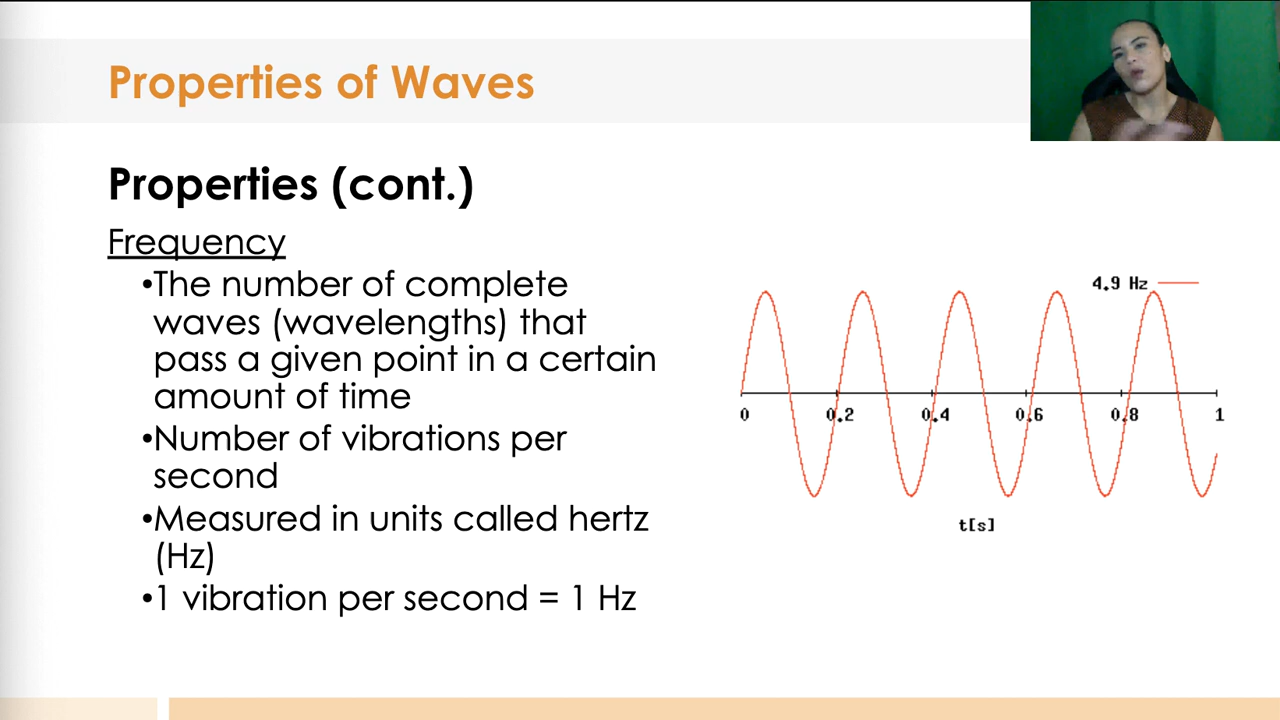 Properties of Waves
Properties (cont.)
Frequency
•The number of complete
waves (wavelengths) that
pass a given point in a certain
amount of time
•Number of vibrations per
second
•Measured in units called hertz
(Hz)
•1 vibration per second = 1 Hz
4.9 Hz
0 0.2 0.4 0.6 0.8 1
t[s]